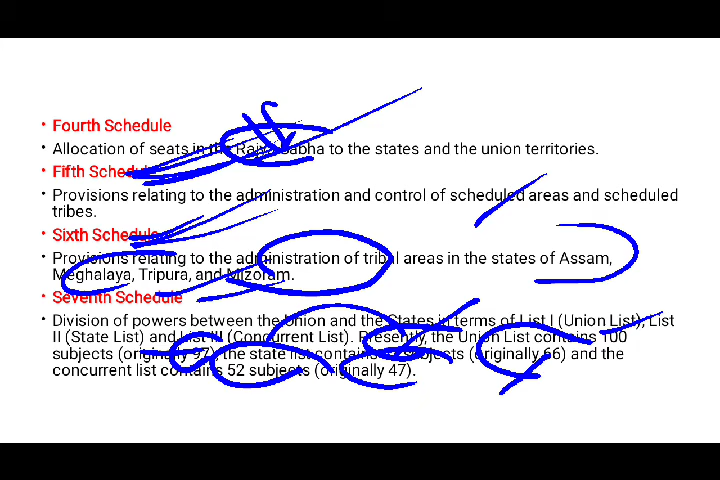 • Fourth Schedule
• Allocation of seats in the Rajya Sabha to the states and the union territories.
• Fifth Schedule
• Provisions relating to the administration and control of scheduled areas and scheduled
tribes.
• Sixth Schedule
• Provisions relating to the administration of tribal areas in the states of Assam,
Meghalaya, Tripura, and Mizoram.
• Seventh Schedule
• Division of powers between the Union and the States in terms of List I (Union List), List
II (State List) and List III (Concurrent List). Presently, the Union List contains 100
subjects (originally 97), the state list contains subjects (originally 66) and the
concurrent list contains 52 subjects (originally 47).